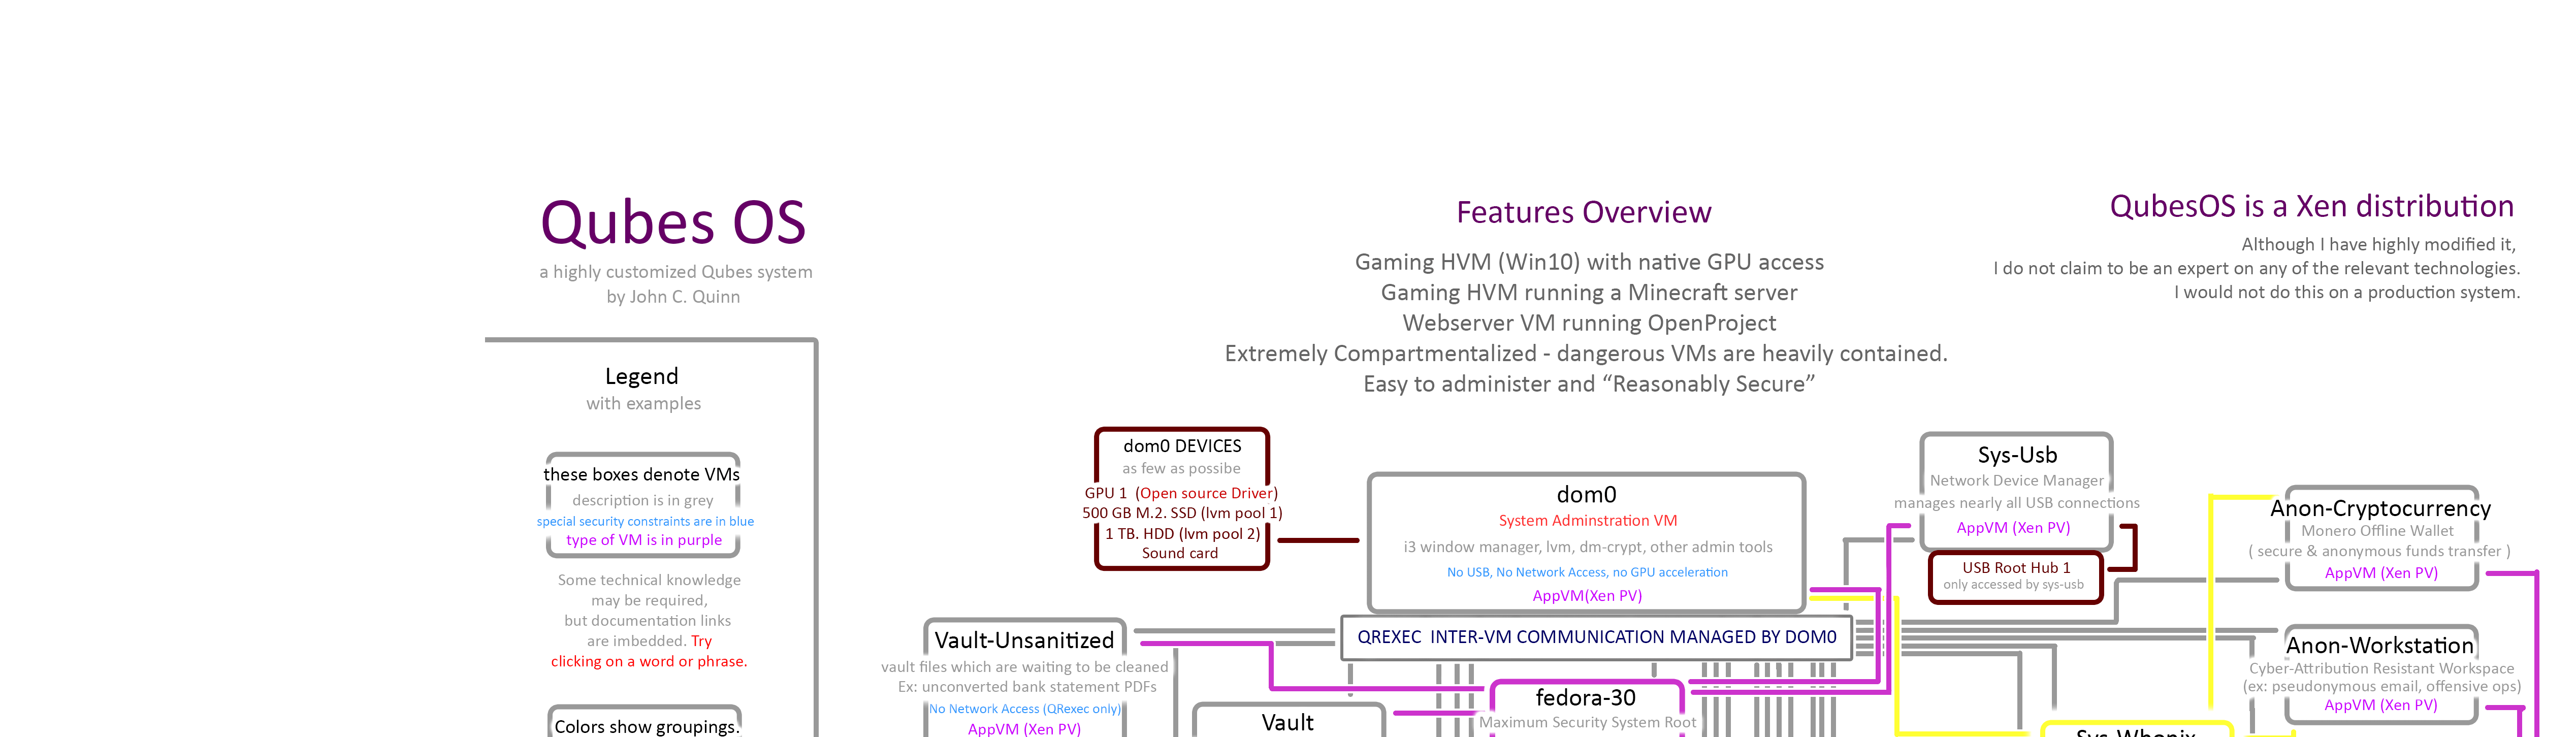 Qubes OS
a highly customized Qubes system
by John C. Quinn
Features Overview
Gaming HVM (Win10) with native GPU access
Gaming HVM running a Minecraft server
Webserver VM running OpenProject
Extremely Compartmentalized - dangerous VMs are heavily contained.
Easy to administer and “Reasonably Secure”
QubesOS is a Xen distribution
Although I have highly modified it,
I do not claim to be an expert on any of the relevant technologies.
I would not do this on a production system.
Legend
with examples
these boxes denote VMs
description is in grey
special security constraints are in blue
type of VM is in purple
Some technical knowledge
may be required,
but documentation links
are imbedded. Try
clicking on a word or phrase.
Colors show groupings.
dom0 DEVICES
as few as possibe
GPU 1 (Open source Driver)
500 GB M.2. SSD (lvm pool 1)
1 TB. HDD (lvm pool 2)
Sound card
dom0
System Adminstration VM
i3 window manager, lvm, dm-crypt, other admin tools
No USB, No Network Access, no GPU acceleration
AppVM(Xen PV)
QREXEC INTER-VM COMMUNICATION MANAGED BY DOM0
Sys-Usb
Network Device Manager
manages nearly all USB connections
AppVM (Xen PV)
USB Root Hub 1
only accessed by sys-usb
Anon-Cryptocurrency
Monero Offline Wallet
( secure & anonymous funds transfer )
AppVM (Xen PV)
Vault-Unsanitized
vault files which are waiting to be cleaned
Ex: unconverted bank statement PDFs
No Network Access (QRexec only)
AppVM (Xen PV)
Vault
fedora-30
Maximum Security System Root
Anon-Workstation
Cyber-Attribution Resistant Workspace
(ex: pseudonymous email, offensive ops)
AppVM (Xen PV)
Sys-Whonix